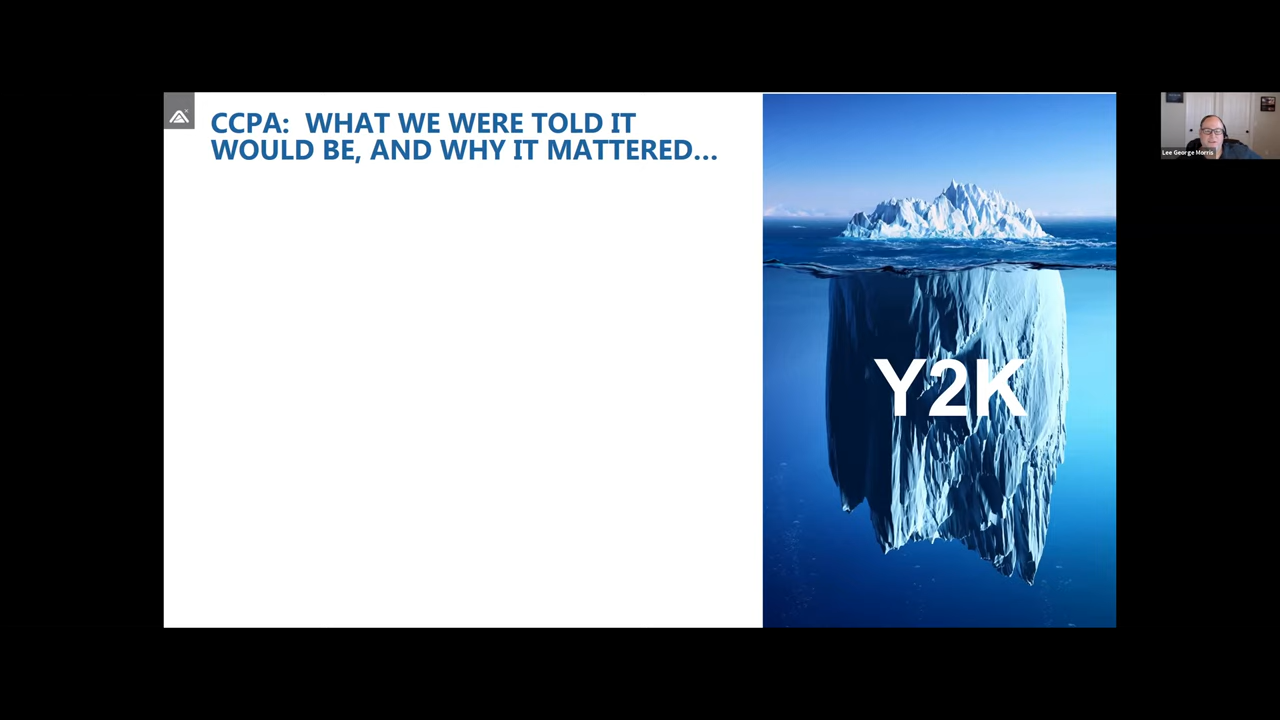 CCPA:  WHAT WE WERE TOLD IT
WOULD BE, AND WHY IT MATTERED...
Y2K
Lee George Morris